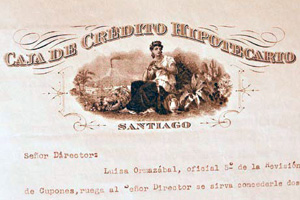 CAJA DE CRÉDITO HIPOTECARIO
SANTIAGO
Señor Director:
Luisa Ormazábal, oficial 5º de la Revisión
de Cupones, ruega al señor Director se sirva concederle dos